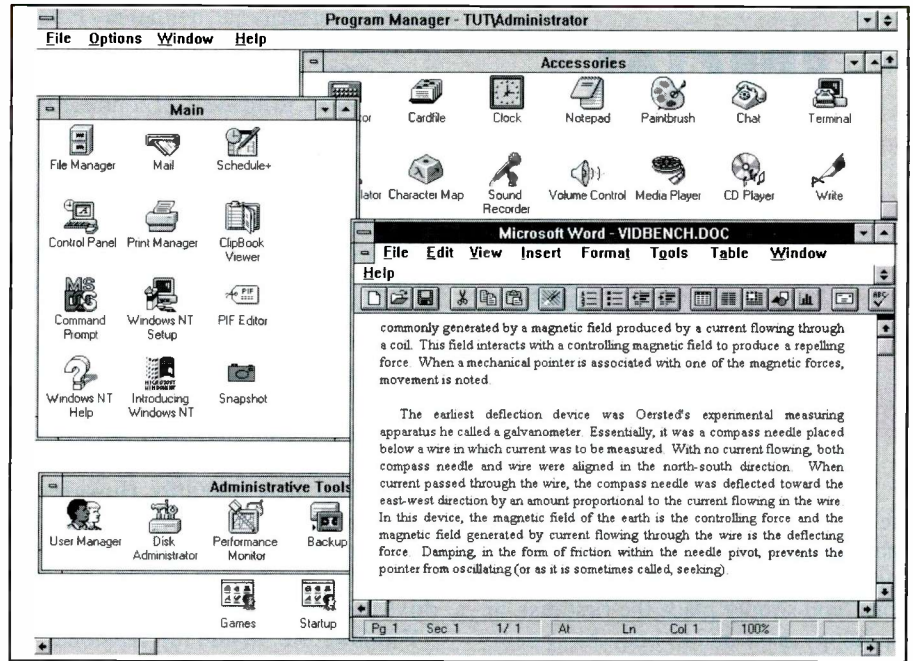 Program Manager - TUT\Administrator
File Options Window Help
Accessories
Cardfile Clock Notepad Paintbrush Chat Terminal
Character Map Sound Recorder Volume Control Media Player CD Player Write
Main
File Manager Mail Schedule+
Control Panel Print Manager ClipBook Viewer
MS DOS
PIF
Command Prompt Windows NT Setup PIF Editor
MICROSOFT WINDOWS NT
Windows NT Help Introducing Windows NT Snapshot
Microsoft Word - VIDBENCH.DOC
File Edit View Insert Format Tools Table Window
Help
ABC
commonly generated by a magnetic field produced by a current flowing through
a coil. This field interacts with a controlling magnetic field to produce a repelling
force. When a mechanical pointer is associated with one of the magnetic forces,
movement is noted.
The earliest deflection device was Oersted's experimental measuring
apparatus he called a galvanometer. Essentially, it was a compass needle placed
below a wire in which current was to be measured. With no current flowing, both
compass needle and wire were aligned in the north-south direction. When
current passed through the wire, the compass needle was deflected toward the
east-west direction by an amount proportional to the current flowing in the wire.
In this device, the magnetic field of the earth is the controlling force and the
magnetic field generated by current flowing through the wire is the deflecting
force. Damping, in the form of friction within the needle pivot, prevents the
pointer from oscillating (or as it is sometimes called, seeking).
Pg 1 Sec 1 1/ 1 At Ln Col 1 100%
Administrative Tools
User Manager Disk Administrator Performance Monitor Backup
Games Startup